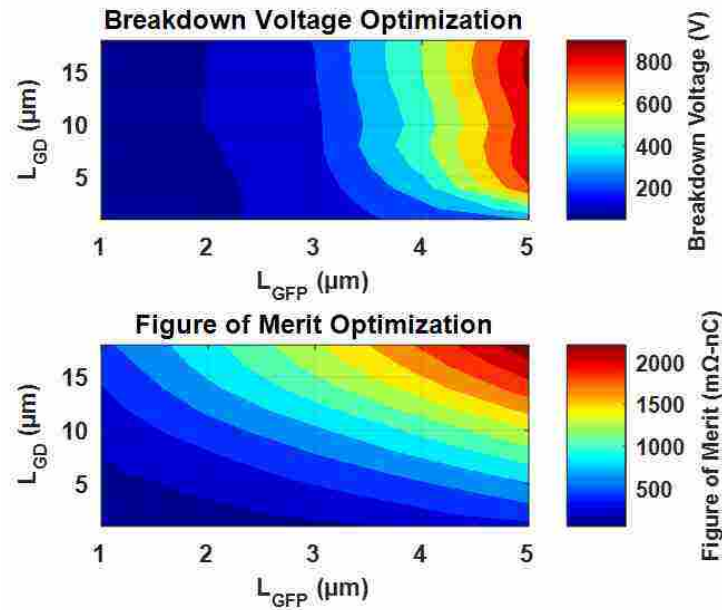 Breakdown Voltage Optimization
15
10
5
L_GD (µm)
1 2 3 4 5
L_GFP (µm)
800
600
400
200
Breakdown Voltage (V)
Figure of Merit Optimization
15
10
5
L_GD (µm)
1 2 3 4 5
L_GFP (µm)
2000
1500
1000
500
Figure of Merit (mΩ-nC)